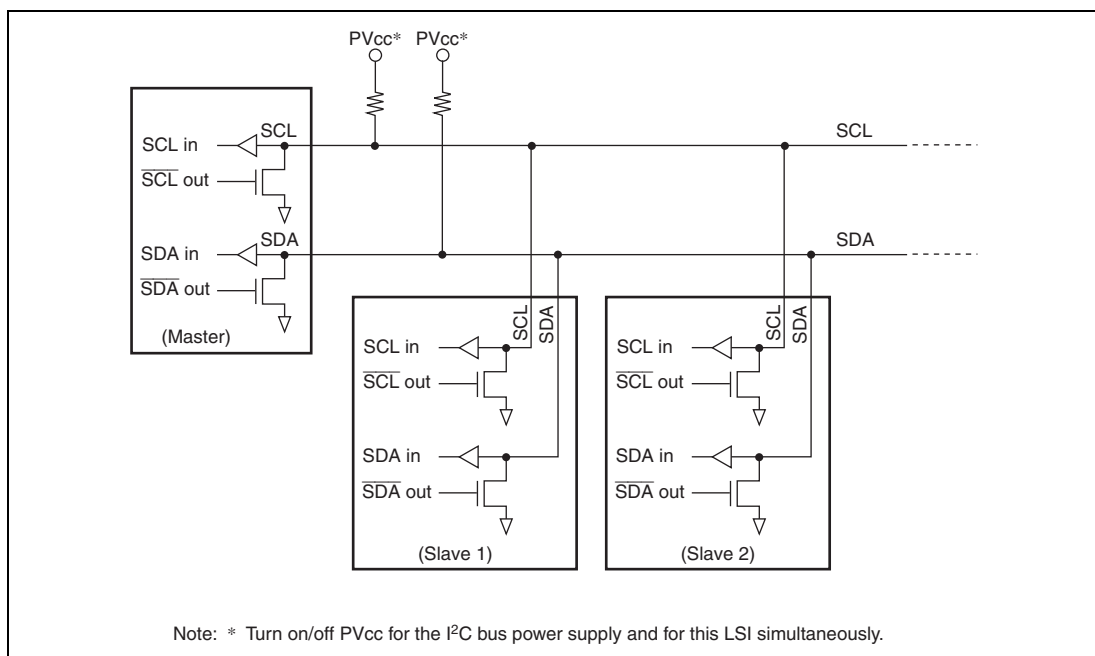 PVcc* PVcc*
SCL in
SCL
SCL
SCL out
SDA in
SDA
SDA
SDA out
(Master)
SCL
SDA
SCL
SDA
SCL in
SCL in
SCL out
SCL out
SDA in
SDA in
SDA out
SDA out
(Slave 1)
(Slave 2)
Note: * Turn on/off PVcc for the I²C bus power supply and for this LSI simultaneously.